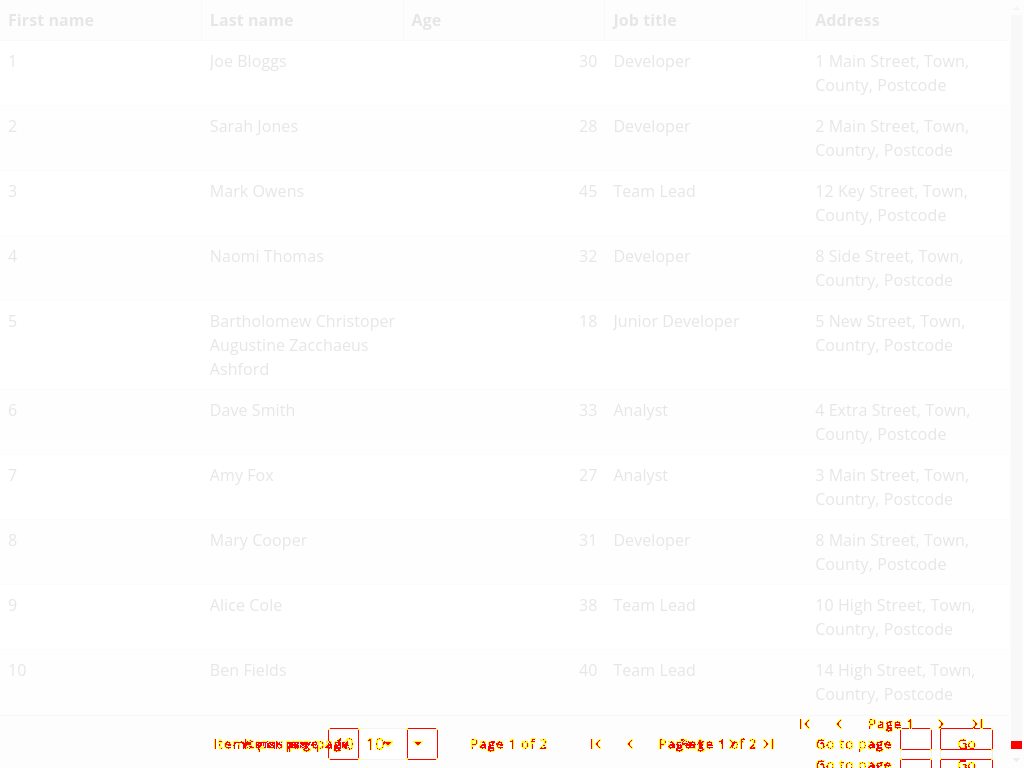 First name Last name Age Job title Address
1 Joe Bloggs 30 Developer 1 Main Street, Town,
County, Postcode
2 Sarah Jones 28 Developer 2 Main Street, Town,
Country, Postcode
3 Mark Owens 45 Team Lead 12 Key Street, Town,
County, Postcode
4 Naomi Thomas 32 Developer 8 Side Street, Town,
Country, Postcode
5 Bartholomew Christoper 18 Junior Developer 5 New Street, Town,
Augustine Zacchaeus Country, Postcode
Ashford
6 Dave Smith 33 Analyst 4 Extra Street, Town,
County, Postcode
7 Amy Fox 27 Analyst 3 Main Street, Town,
Country, Postcode
8 Mary Cooper 31 Developer 8 Main Street, Town,
Country, Postcode
9 Alice Cole 38 Team Lead 10 High Street, Town,
Country, Postcode
10 Ben Fields 40 Team Lead 14 High Street, Town,
Country, Postcode
Page 1
Items 10 Page 1 of 2 Page 1 of 2 Go to page Go
Go to page Go